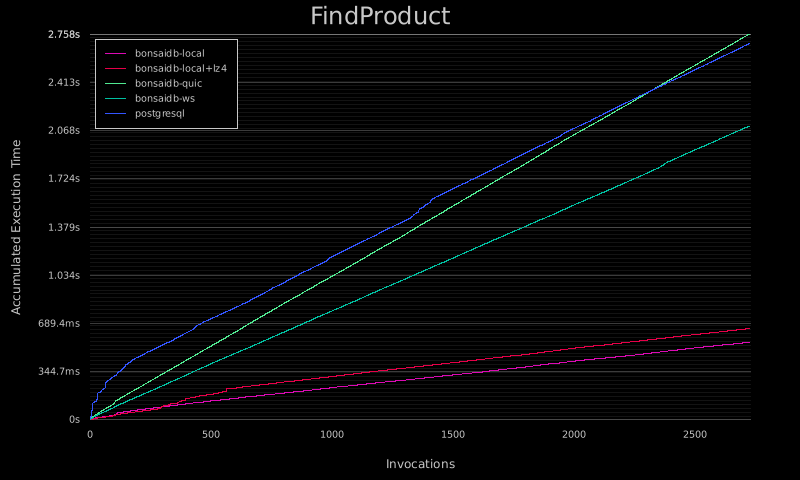 FindProduct
2.758s
2.413s
2.068s
1.724s
1.379s
1.034s
689.4ms
344.7ms
0s
bonsaidb-local
bonsaidb-local+lz4
bonsaidb-quic
bonsaidb-ws
postgresql
Accumulated Execution Time
0 500 1000 1500 2000 2500
Invocations